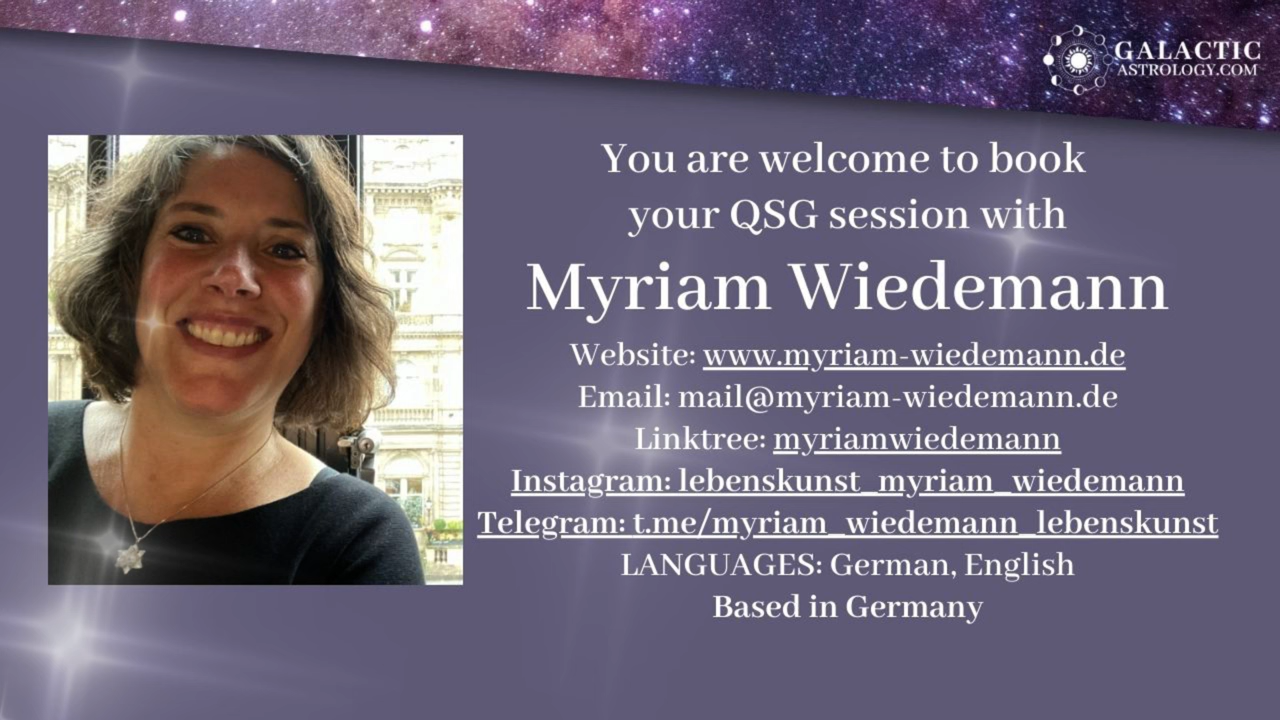 GALACTIC
ASTROLOGY.COM
You are welcome to book
your QSG session with
Myriam Wiedemann
Website: www.myriam-wiedemann.de
Email: mail@myriam-wiedemann.de
Linktree: myriamwiedemann
Instagram: lebenskunst_myriam_wiedemann
Telegram: t.me/myriam_wiedemann_lebenskunst
LANGUAGES: German, English
Based in Germany